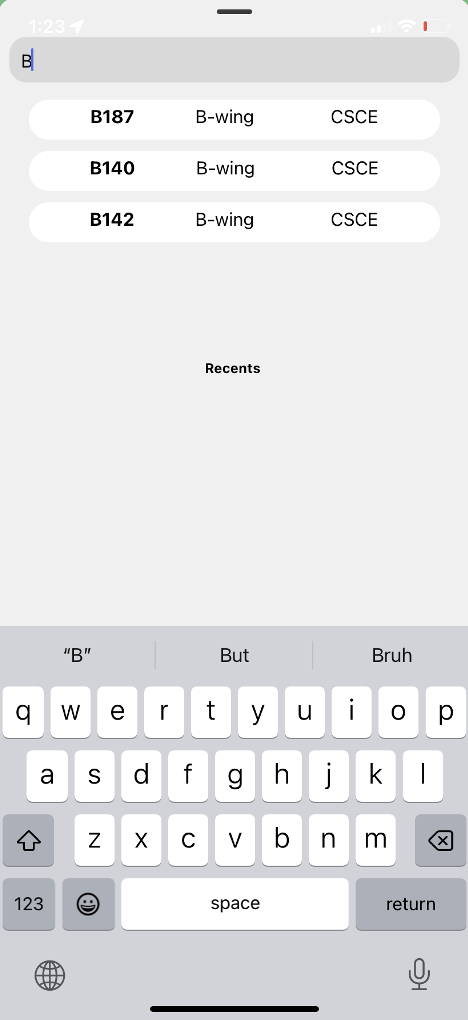 1:23
B
B187 B-wing CSCE
B140 B-wing CSCE
B142 B-wing CSCE
Recents
“B” But Bruh
q w e r t y u i o p
a s d f g h j k l
z x c v b n m
123 space return